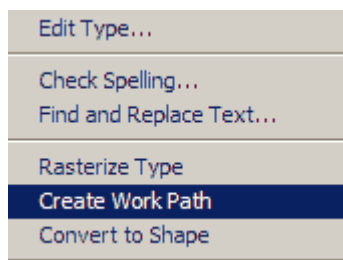 Edit Type...
Check Spelling...
Find and Replace Text...
Rasterize Type
Create Work Path
Convert to Shape